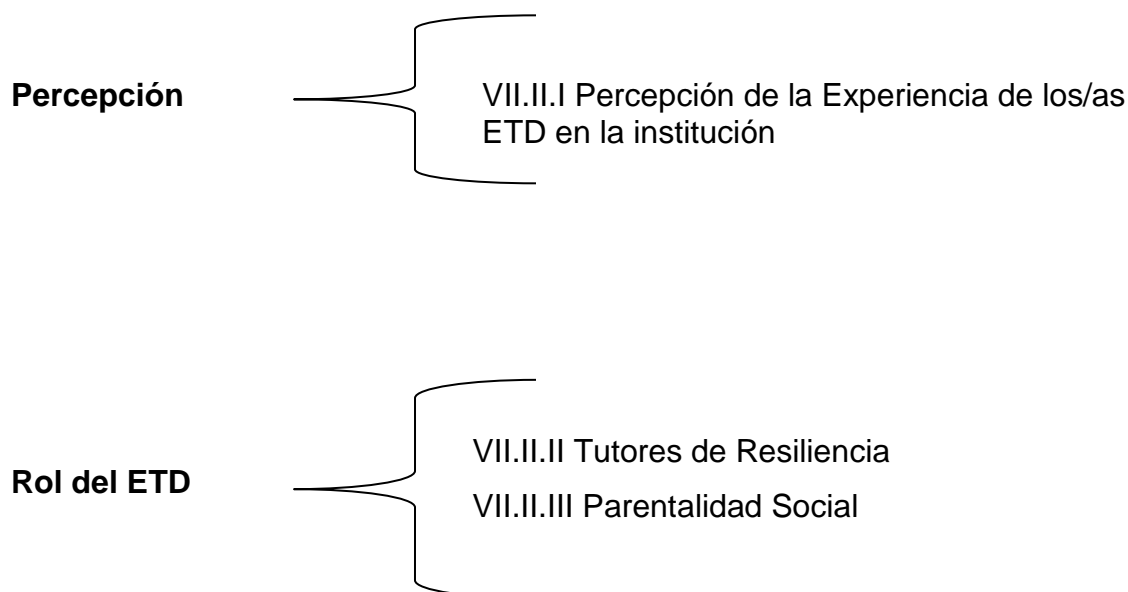 Percepción
VII.II.I Percepción de la Experiencia de los/as
ETD en la institución
Rol del ETD
VII.II.II Tutores de Resiliencia
VII.II.III Parentalidad Social